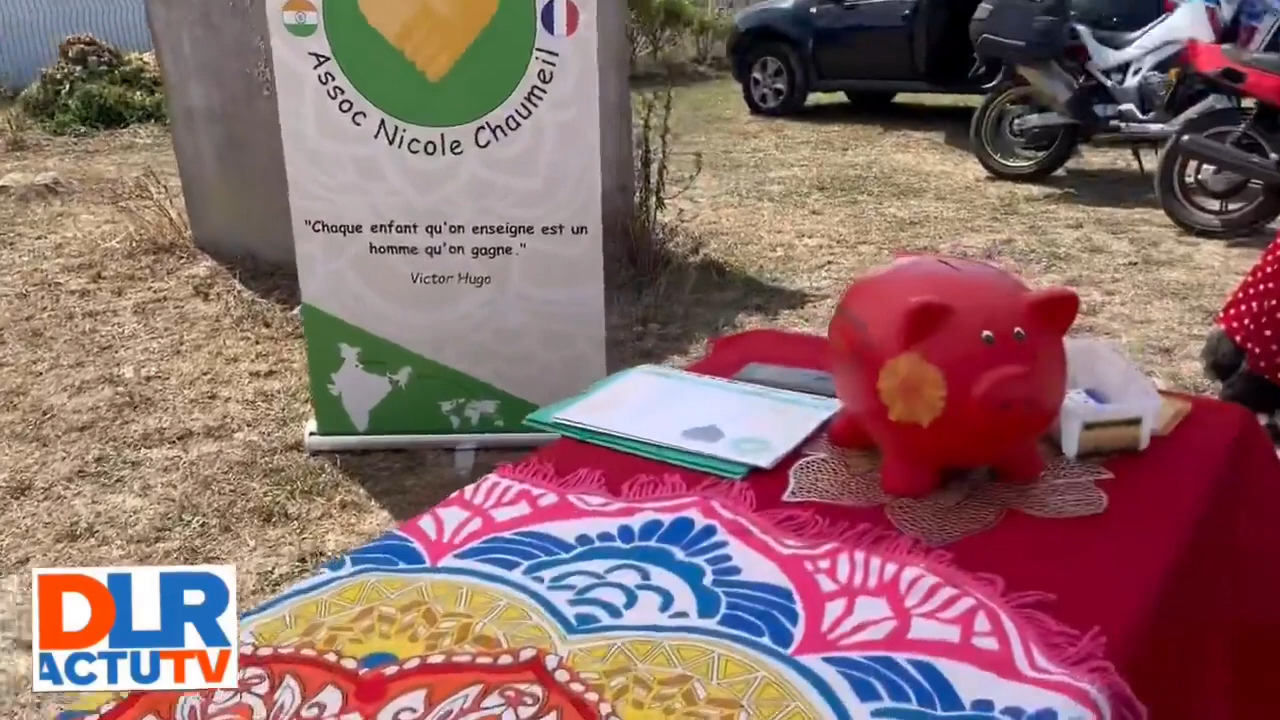 Assoc Nicole Chaumeil
"Chaque enfant qu'on enseigne est un
homme qu'on gagne."
Victor Hugo
DLR
ACTUTV